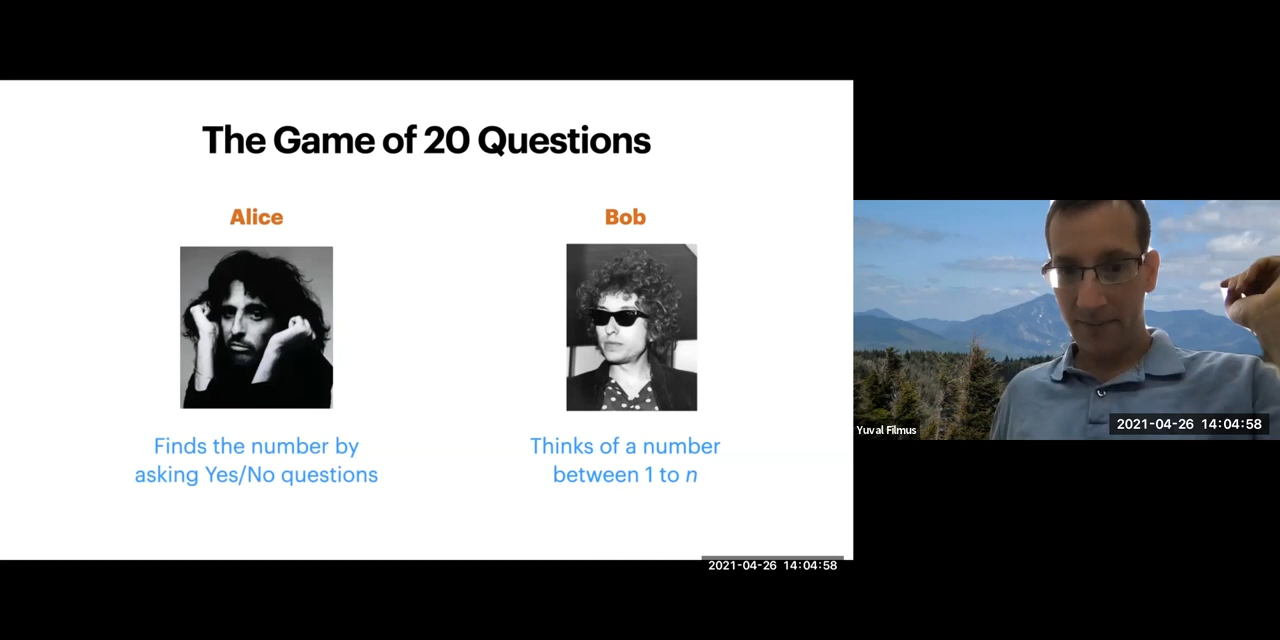 The Game of 20 Questions
Alice
Bob
Finds the number by
asking Yes/No questions
Thinks of a number
between 1 to n
2021-04-26 14:04:58
Yuval Filmus
2021-04-26 14:04:58